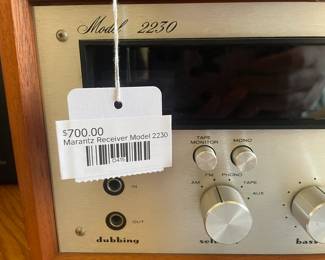 Model 2230
$700.00
Marantz Receiver Model 2230
TAPE MONITOR
MONO
FM PHONO
AM TAPE
AUX
IN
OUT
dubbing
bass